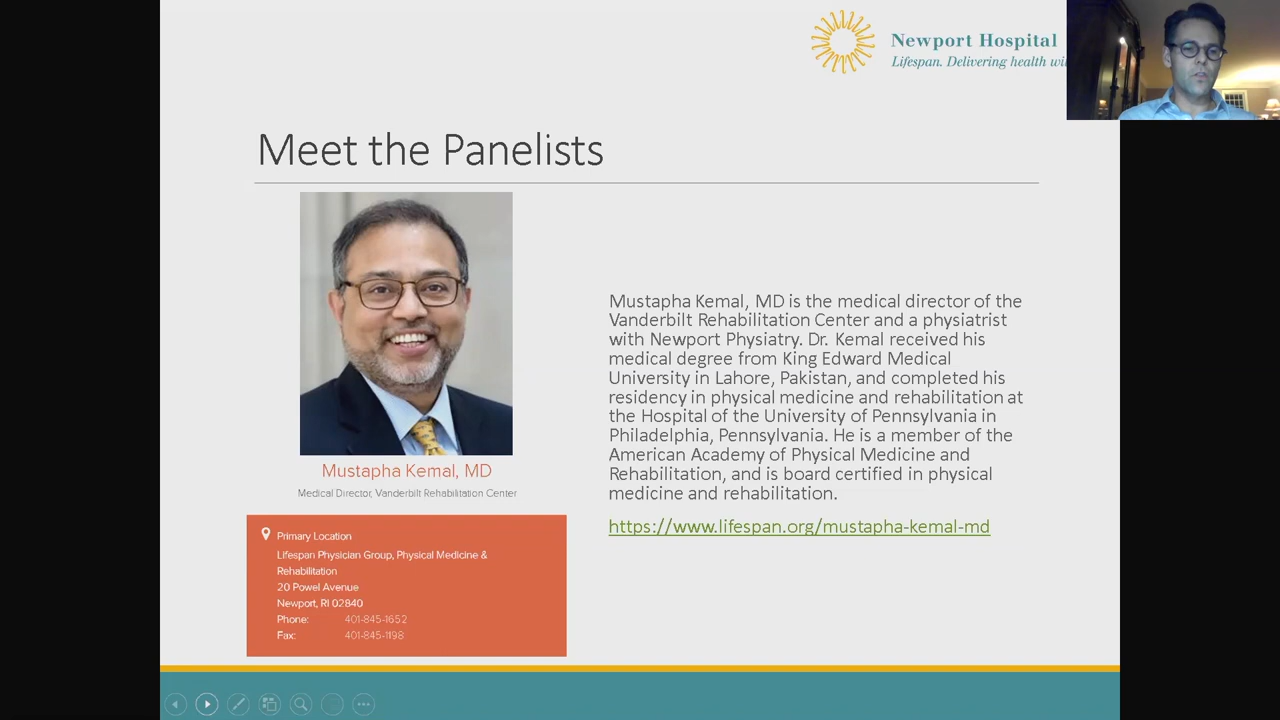 Newport Hospital
Lifespan. Delivering health
Meet the Panelists
Mustapha Kemal, MD
Medical Director, Vanderbilt Rehabilitation Center
Primary Location
Lifespan Physician Group, Physical Medicine &
Rehabilitation
20 Powel Avenue
Newport, RI 02840
Phone: 401-845-1652
Fax: 401-845-1198
Mustapha Kemal, MD is the medical director of the
Vanderbilt Rehabilitation Center and a physiatrist
with Newport Physiatry. Dr. Kemal received his
medical degree from King Edward Medical
University in Lahore, Pakistan, and completed his
residency in physical medicine and rehabilitation at
the Hospital of the University of Pennsylvania in
Philadelphia, Pennsylvania. He is a member of the
American Academy of Physical Medicine and
Rehabilitation, and is board certified in physical
medicine and rehabilitation.
https://www.lifespan.org/mustapha-kemal-md